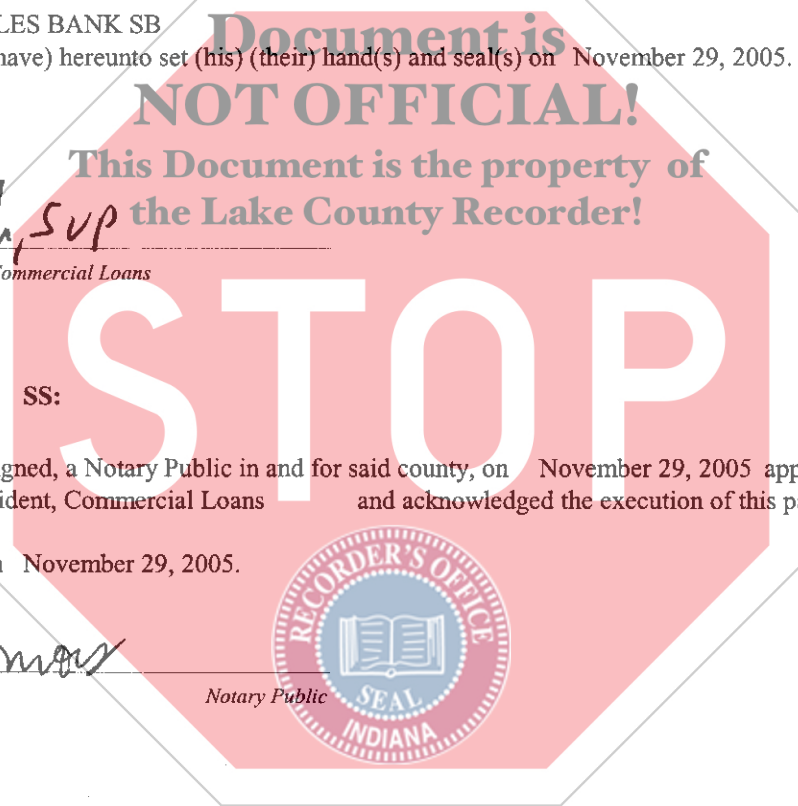 LES BANK SB
Document is
have) hereunto set (his) (their) hand(s) and seal(s) on November 29, 2005.
NOT OFFICIAL!
This Document is the property of
the Lake County Recorder!
, SVP
Commercial Loans
STOP
SS:
igned, a Notary Public in and for said county, on November 29, 2005 app
ident, Commercial Loans and acknowledged the execution of this p
November 29, 2005.
RECORDER'S OFFICE
SEAL
INDIANA
Notary Public